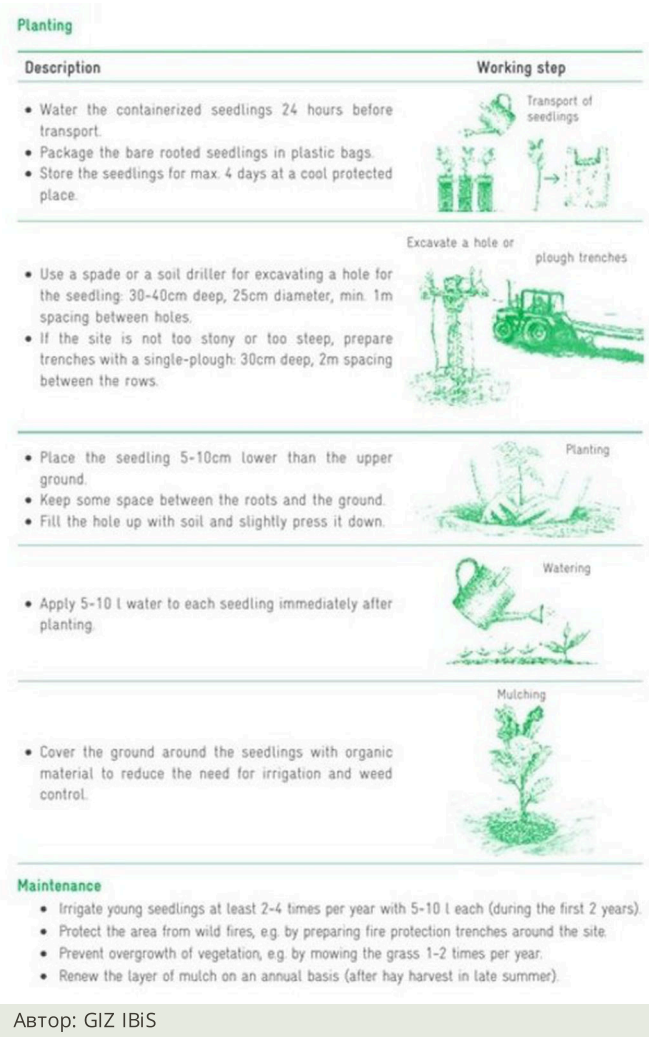 Planting
Description
Working step
• Water the containerized seedlings 24 hours before
transport.
• Package the bare rooted seedlings in plastic bags.
• Store the seedlings for max. 4 days at a cool protected
place.
Transport of
seedlings
Excavate a hole or
plough trenches
• Use a spade or a soil driller for excavating a hole for
the seedling: 30-40cm deep, 25cm diameter, min. 1m
spacing between holes.
• If the site is not too stony or too steep, prepare
trenches with a single-plough: 30cm deep, 2m spacing
between the rows.
• Place the seedling 5-10cm lower than the upper
ground.
• Keep some space between the roots and the ground.
• Fill the hole up with soil and slightly press it down.
Planting
• Apply 5-10 l water to each seedling immediately after
planting.
Watering
Mulching
• Cover the ground around the seedlings with organic
material to reduce the need for irrigation and weed
control.
Maintenance
• Irrigate young seedlings at least 2-4 times per year with 5-10 l each (during the first 2 years).
• Protect the area from wild fires, e.g. by preparing fire protection trenches around the site.
• Prevent overgrowth of vegetation, e.g. by mowing the grass 1-2 times per year.
• Renew the layer of mulch on an annual basis (after hay harvest in late summer).
Автор: GIZ IBiS